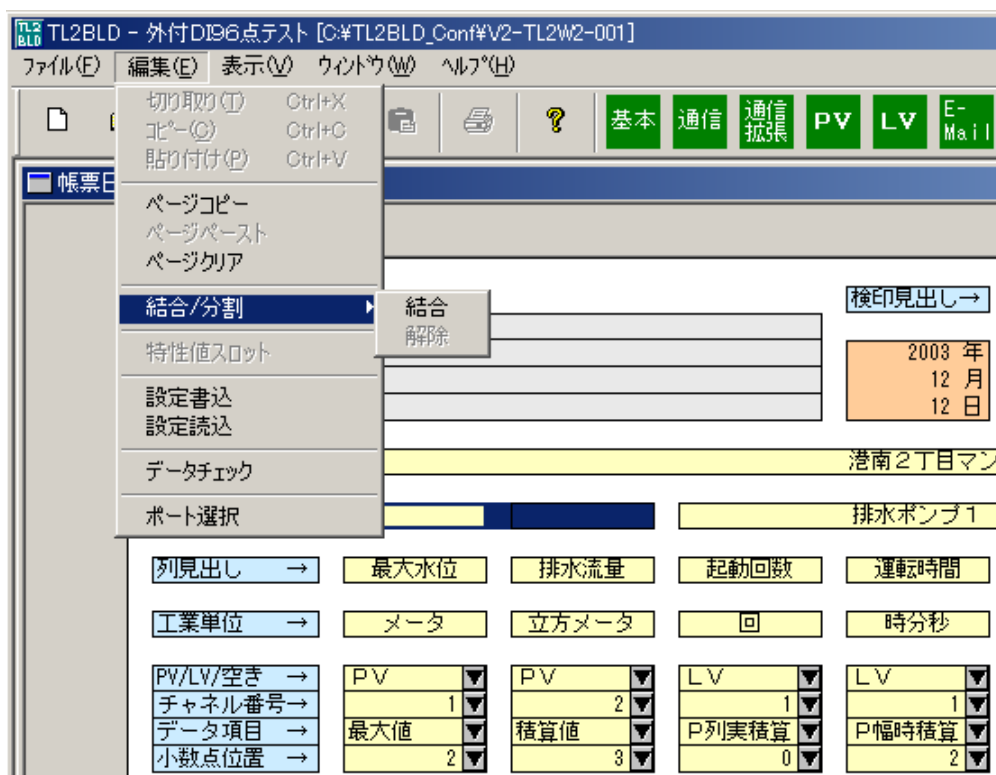 TL2BLD - 外付DI96点テスト [C:¥TL2BLD_Conf¥V2-TL2W2-001]
ファイル(F) 編集(E) 表示(V) ウィンドウ(W) ヘルプ(H)
基本 通信 通信拡張 PV LV E-Mail
切り取り(T) Ctrl+X
コピー(C) Ctrl+C
貼り付け(P) Ctrl+V
帳票日
ページコピー
ページペースト
ページクリア
結合/分割
結合
解除
特性値スロット
設定書込
設定読込
データチェック
ポート選択
検印見出し→
2003 年
12 月
12 日
港南2丁目マン
排水ポンプ1
列見出し → 最大水位 排水流量 起動回数 運転時間
工業単位 → メータ 立方メータ 回 時分秒
PV/LV/空き→ PV PV LV LV
チャネル番号→ 1 2 1 1
データ項目 → 最大値 積算値 P列実積算 P幅時積算
小数点位置 → 2 3 0 2